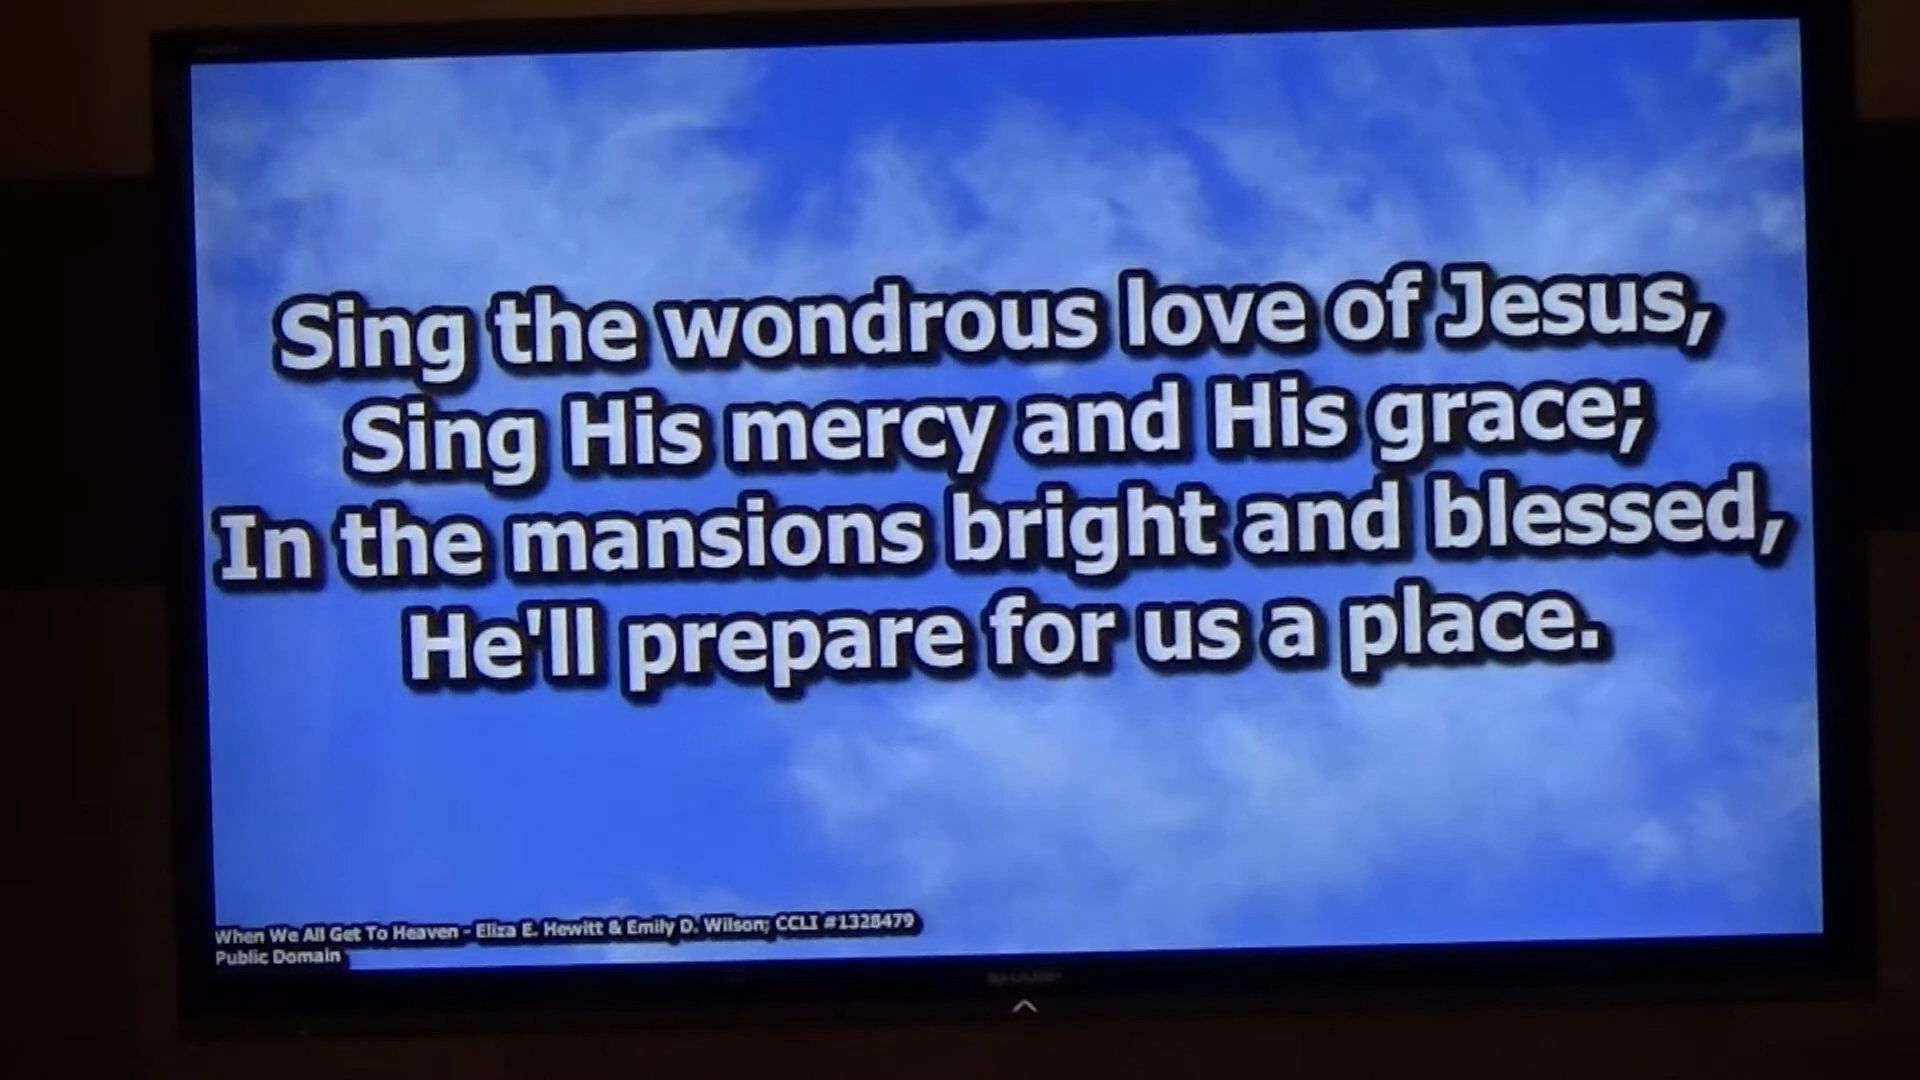 Sing the wondrous love of Jesus,
Sing His mercy and His grace;
In the mansions bright and blessed,
He'll prepare for us a place.
When We All Get To Heaven - Eliza E. Hewitt & Emily D. Wilson; CCLI #1328479
Public Domain